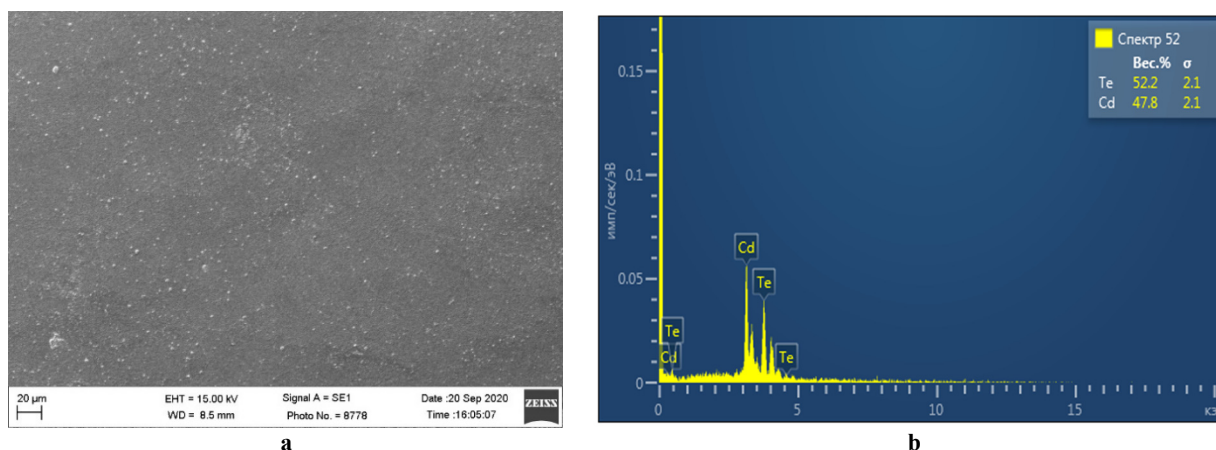 20 µm
EHT = 15.00 kV
Signal A = SE1
Date :20 Sep 2020
WD = 8.5 mm
Photo No. = 8778
Time :16:05:07
ZEISS
a
Спектр 52
Вес.% σ
Te 52.2 2.1
Cd 47.8 2.1
имп/сек/эВ
0.15
0.1
0.05
0
Cd
Te
Te
Cd
Te
0 5 10 15 кэ
b